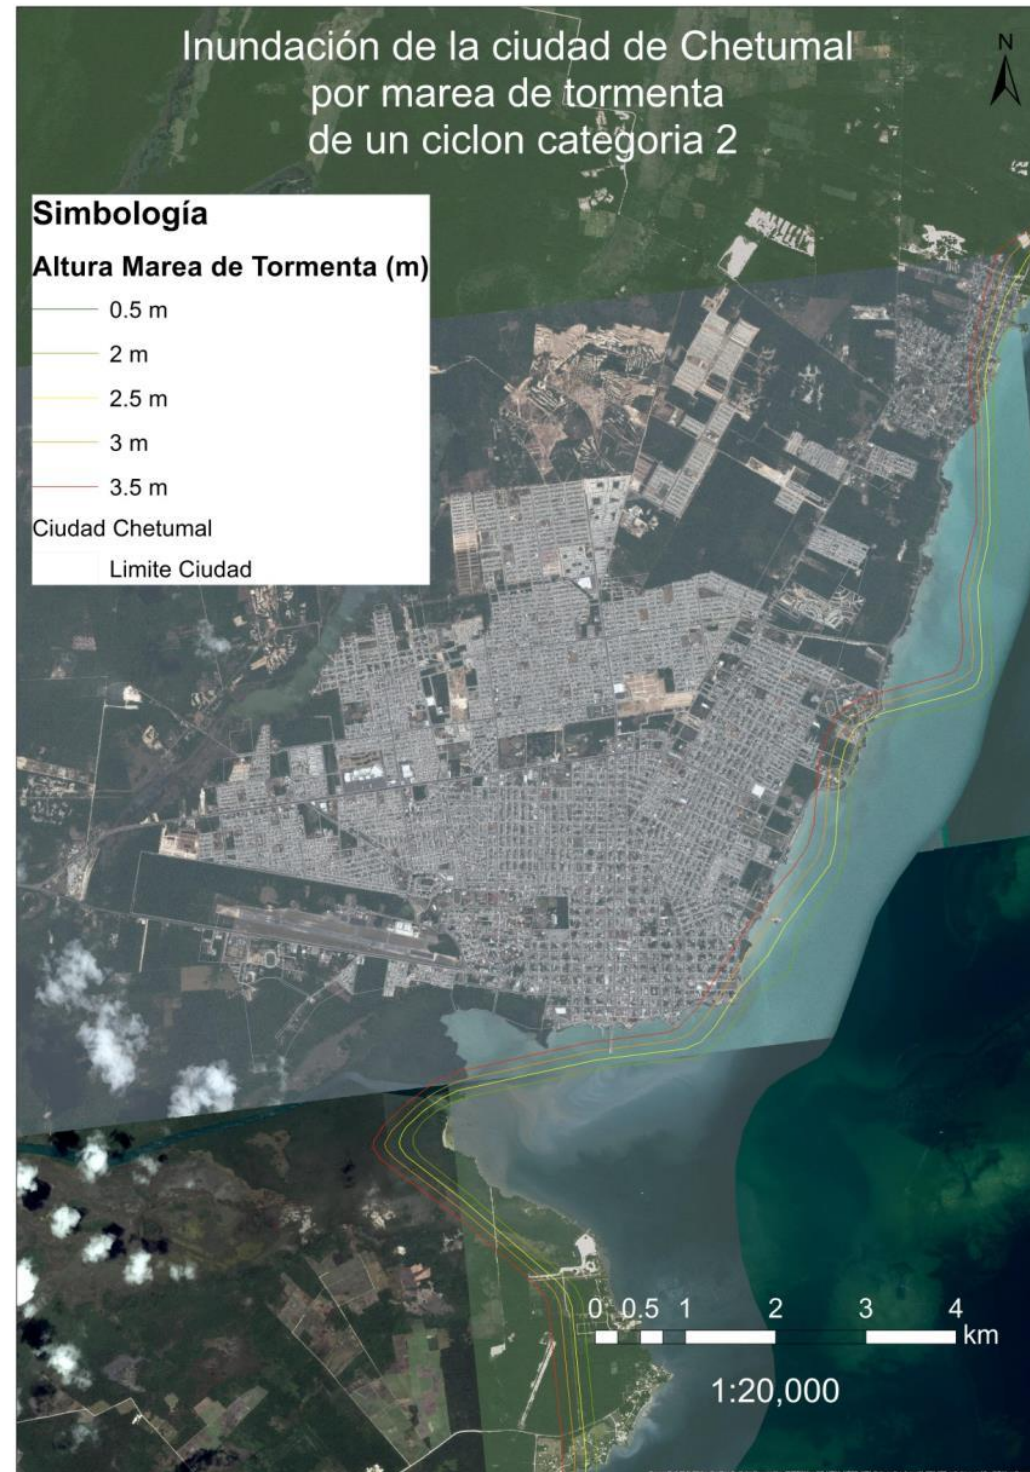 Inundación de la ciudad de Chetumal
por marea de tormenta
de un ciclon categoria 2
N
Simbología
Altura Marea de Tormenta (m)
0.5 m
2 m
2.5 m
3 m
3.5 m
Ciudad Chetumal
Limite Ciudad
0 0.5 1 2 3 4
km
1:20,000